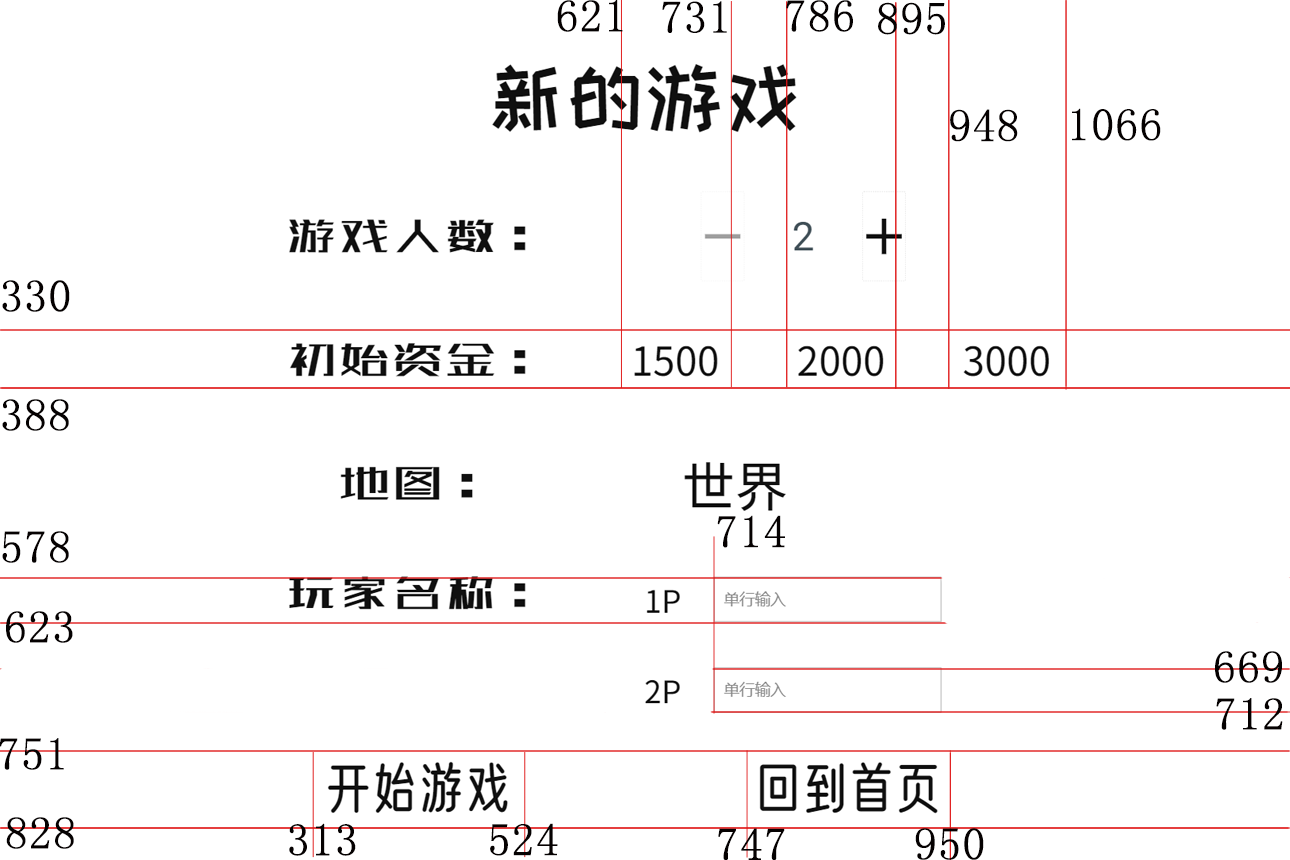 621 731 786 895
新的游戏
948 1066
游戏人数： — 2 +
330
初始资金： 1500 2000 3000
388
地图： 世界
714
578
玩家名称： 1P 单行输入
623
669
2P 单行输入
712
751
开始游戏 回到首页
828 313 524 747 950